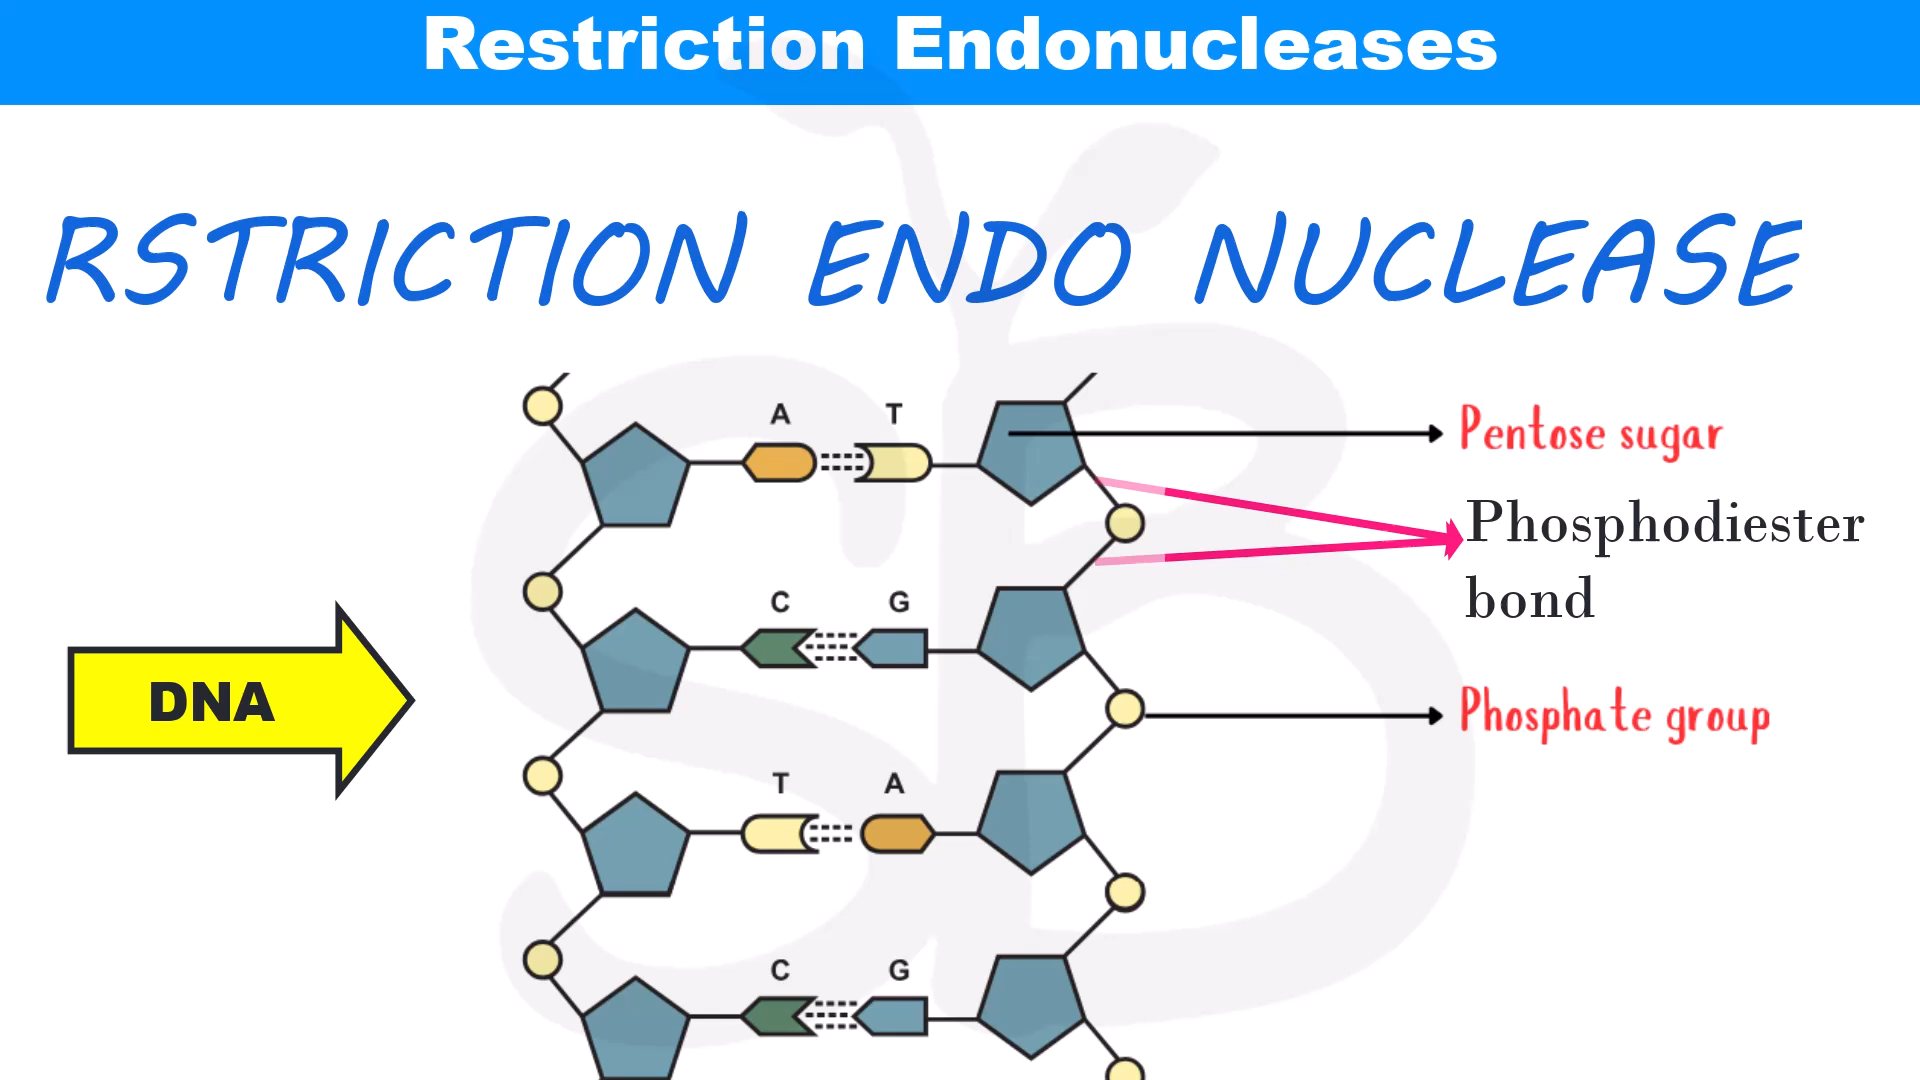 Restriction Endonucleases
RSTRICTION ENDO NUCLEASE
A T
Pentose sugar
Phosphodiester
bond
C G
DNA
Phosphate group
T A
C G